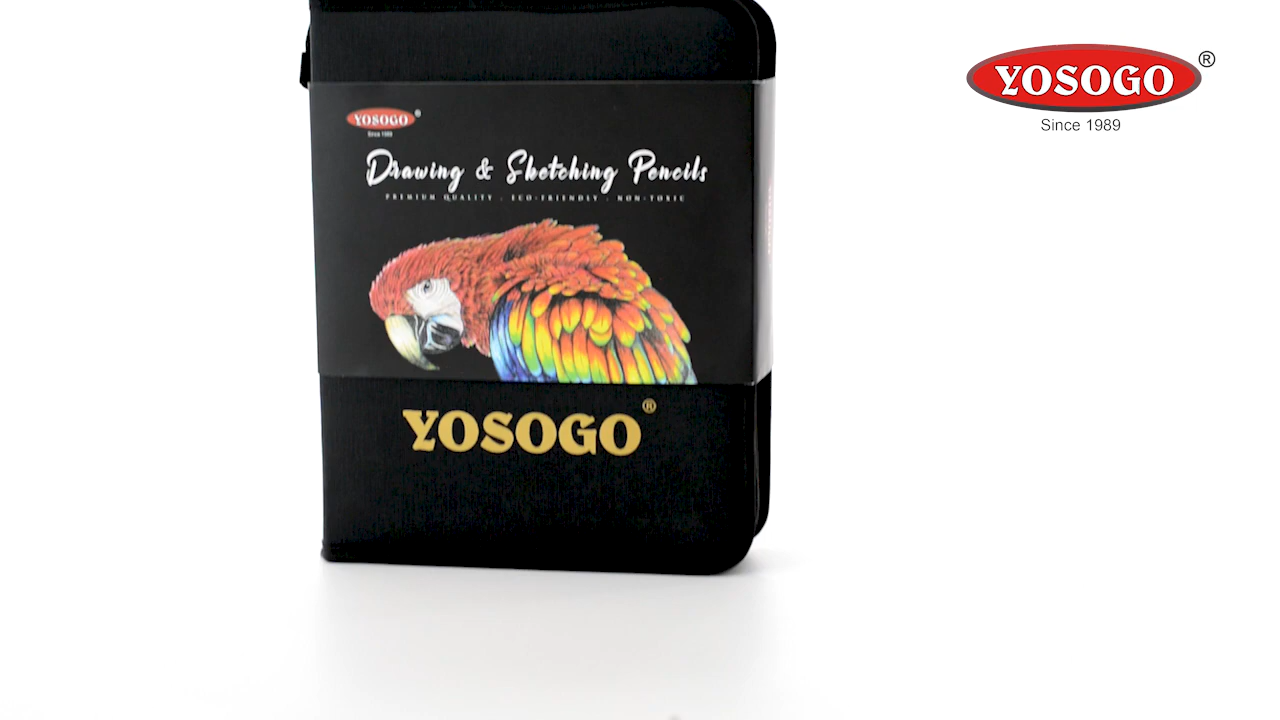 YOSOGO®
Since 1989
YOSOGO®
Since 1989
Drawing & Sketching Pencils
PREMIUM QUALITY . ECO-FRIENDLY . NON-TOXIC
YOSOGO®